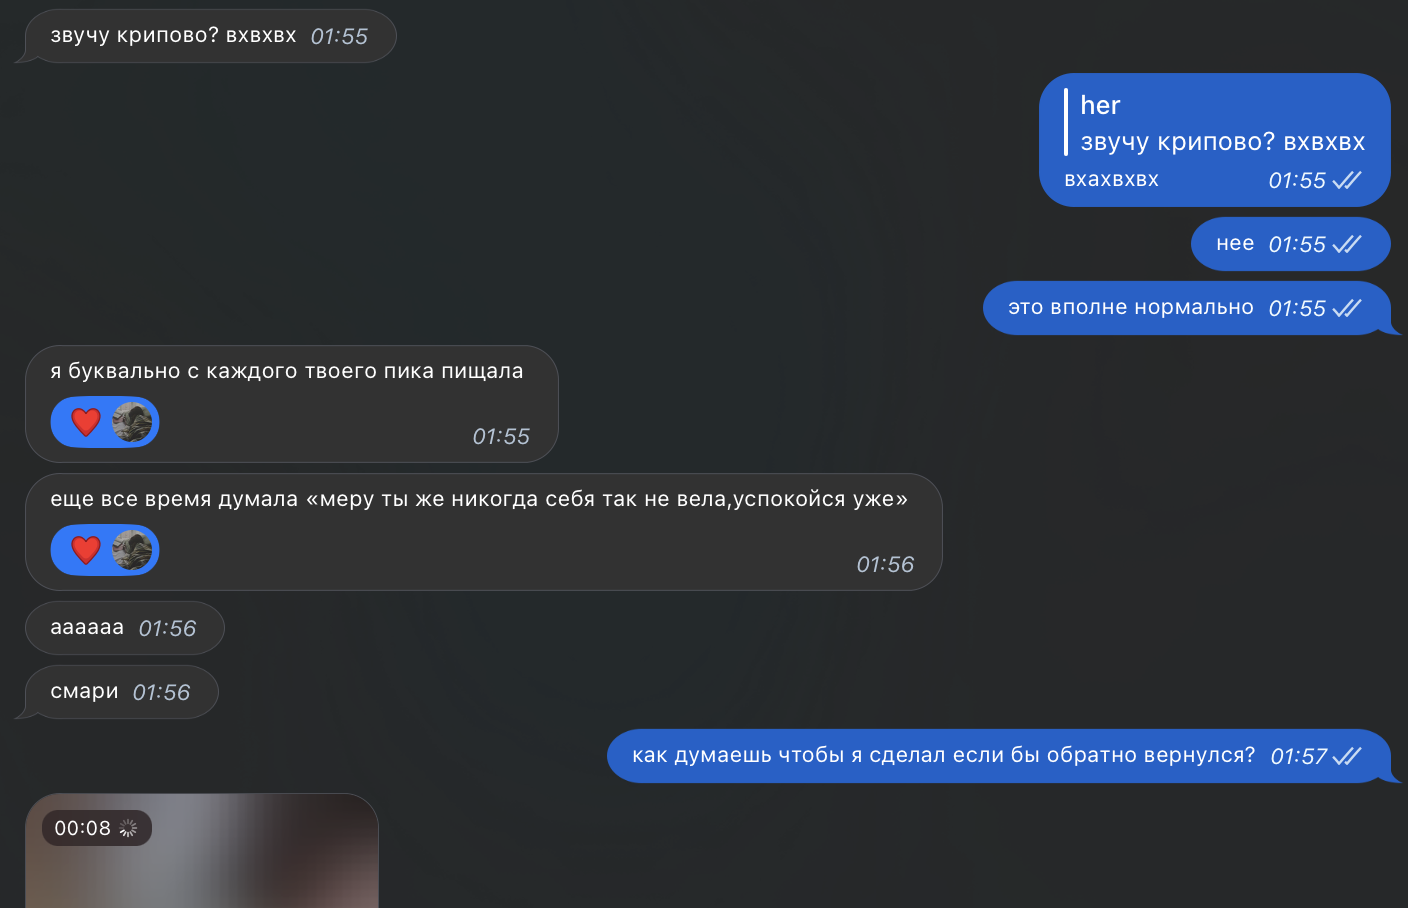 звучу крипово? вхвхвх 01:55
her
звучу крипово? вхвхвх
вхахвхвх 01:55
нее 01:55
это вполне нормально 01:55
я буквально с каждого твоего пика пищала
01:55
еще все время думала «меру ты же никогда себя так не вела,успокойся уже»
01:56
аааааа 01:56
смари 01:56
как думаешь чтобы я сделал если бы обратно вернулся? 01:57
00:08